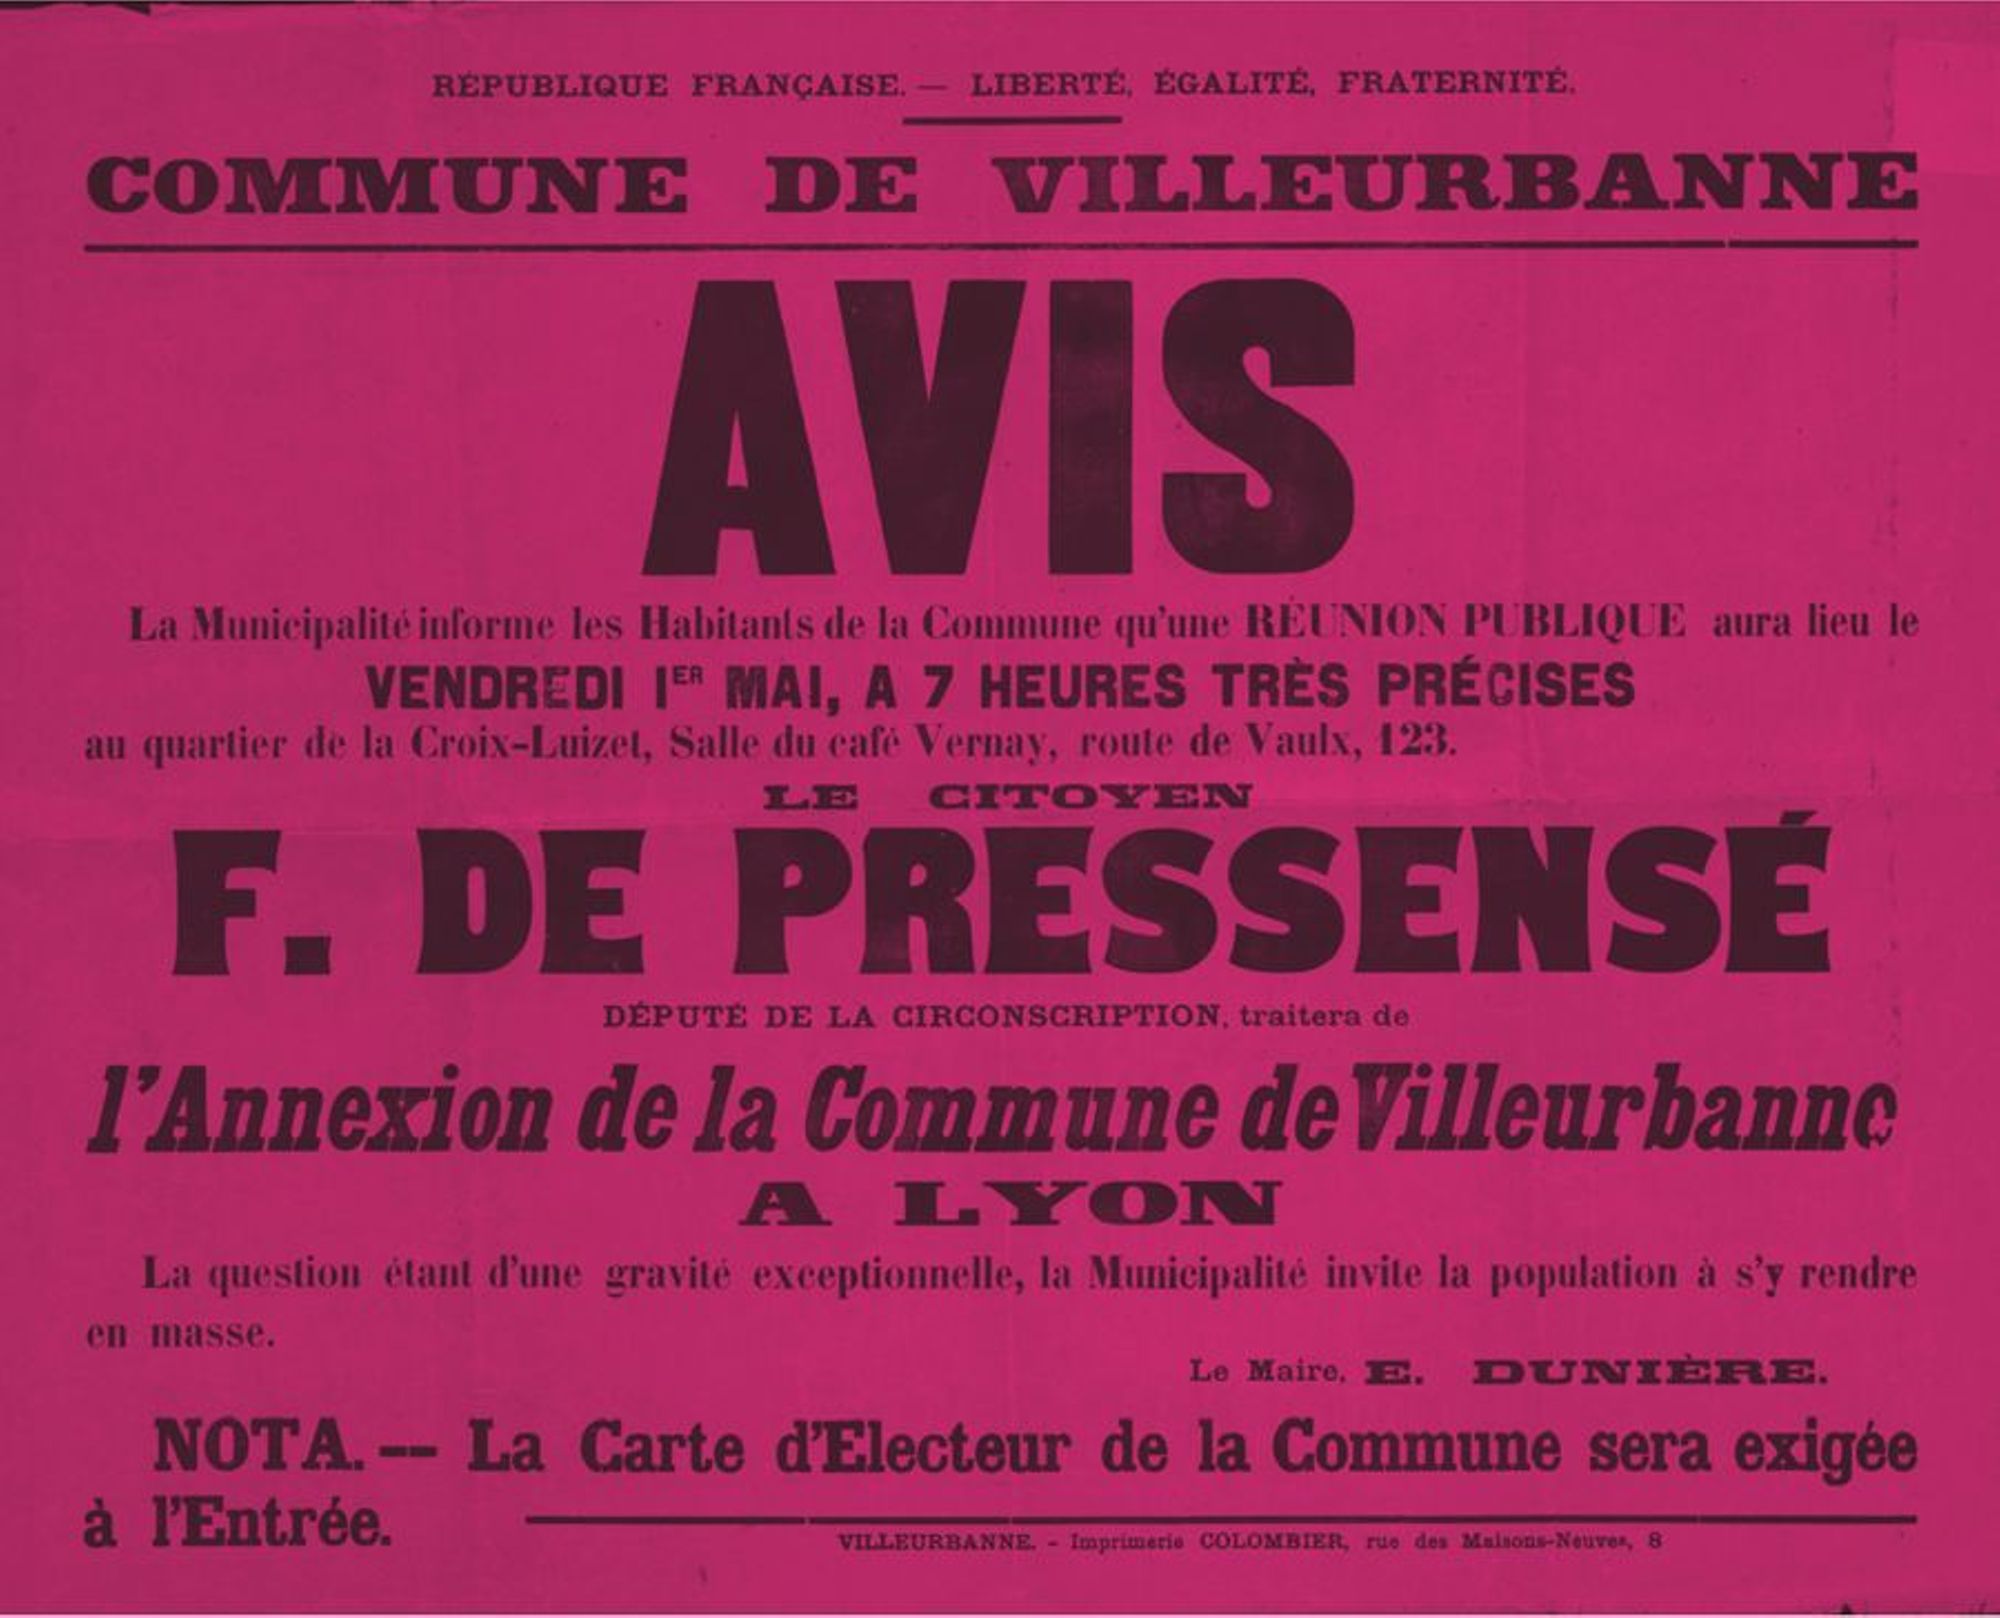 RÉPUBLIQUE FRANÇAISE. — LIBERTÉ, ÉGALITÉ, FRATERNITÉ.
COMMUNE DE VILLEURBANNE
AVIS
La Municipalité informe les Habitants de la Commune qu'une RÉUNION PUBLIQUE aura lieu le
VENDREDI 1ER MAI, A 7 HEURES TRÈS PRÉCISES
au quartier de la Croix-Luizet, Salle du café Vernay, route de Vaulx, 123.
LE CITOYEN
F. DE PRESSENSÉ
DÉPUTÉ DE LA CIRCONSCRIPTION, traitera de
l'Annexion de la Commune de Villeurbanne
A LYON
La question étant d'une gravité exceptionnelle, la Municipalité invite la population à s'y rendre
en masse.
Le Maire, E. DUNIÈRE.
NOTA. — La Carte d'Electeur de la Commune sera exigée
à l'Entrée.
VILLEURBANNE. - Imprimerie COLOMBIER, rue des Maisons-Neuves, 8